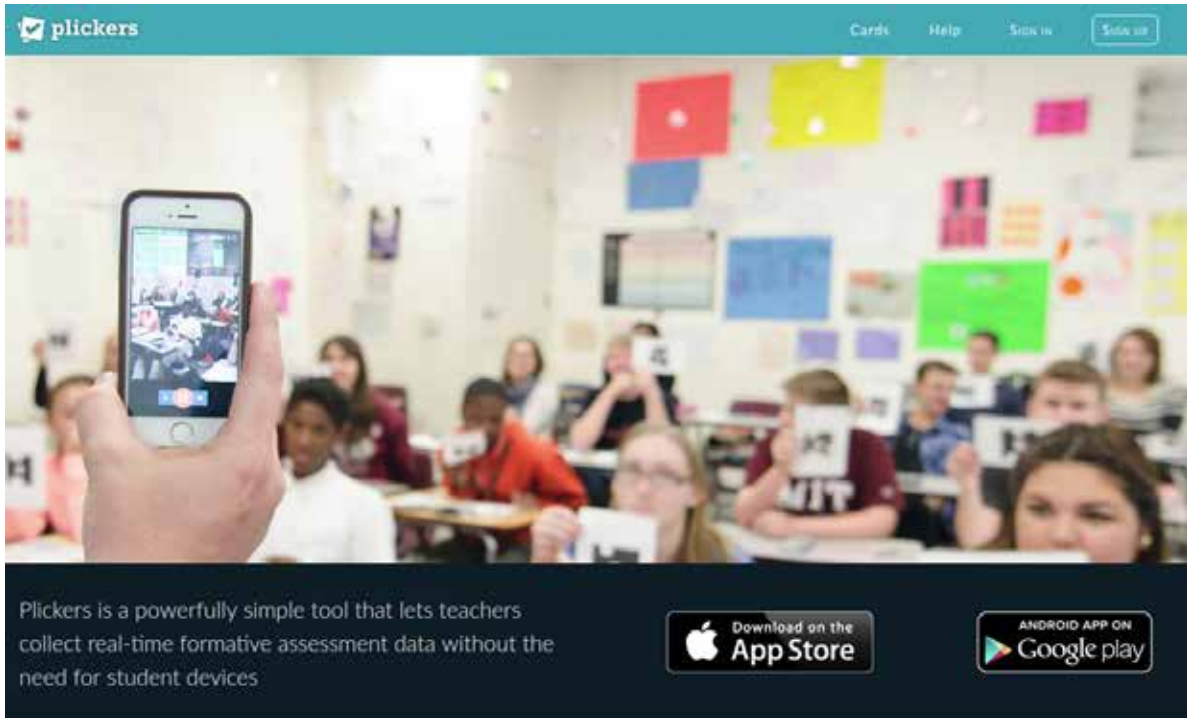 plickers
Cards Help Sign in Sign up
MIT
Plickers is a powerfully simple tool that lets teachers
collect real-time formative assessment data without the
need for student devices
Download on the
App Store
ANDROID APP ON
Google play